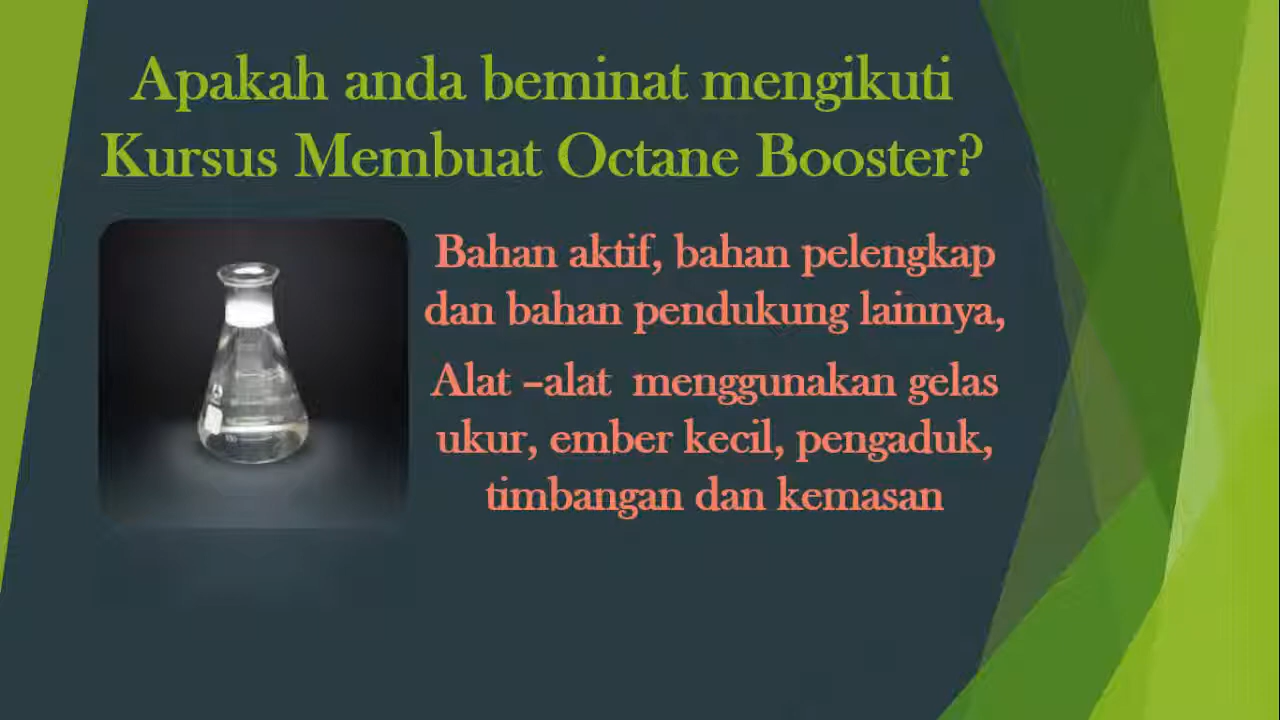 Apakah anda beminat mengikuti
Kursus Membuat Octane Booster?
Bahan aktif, bahan pelengkap
dan bahan pendukung lainnya,
Alat –alat menggunakan gelas
ukur, ember kecil, pengaduk,
timbangan dan kemasan